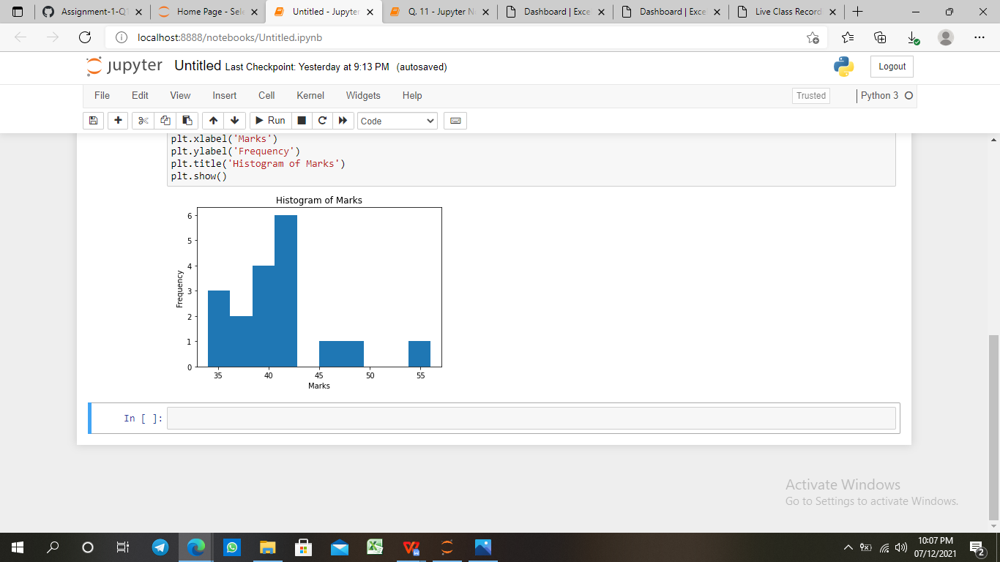 Assignment-1-Q1
Home Page - Sele
Untitled - Jupyter
Q. 11 - Jupyter N
Dashboard | Exce
Dashboard | Exce
Live Class Record
localhost:8888/notebooks/Untitled.ipynb
jupyter Untitled Last Checkpoint: Yesterday at 9:13 PM (autosaved)
Logout
File Edit View Insert Cell Kernel Widgets Help
Trusted
Python 3
Run
Code
plt.xlabel('Marks')
plt.ylabel('Frequency')
plt.title('Histogram of Marks')
plt.show()
Histogram of Marks
6
5
4
3
2
1
0
Frequency
35 40 45 50 55
Marks
In [ ]:
Activate Windows
Go to Settings to activate Windows.
10:07 PM
07/12/2021
2